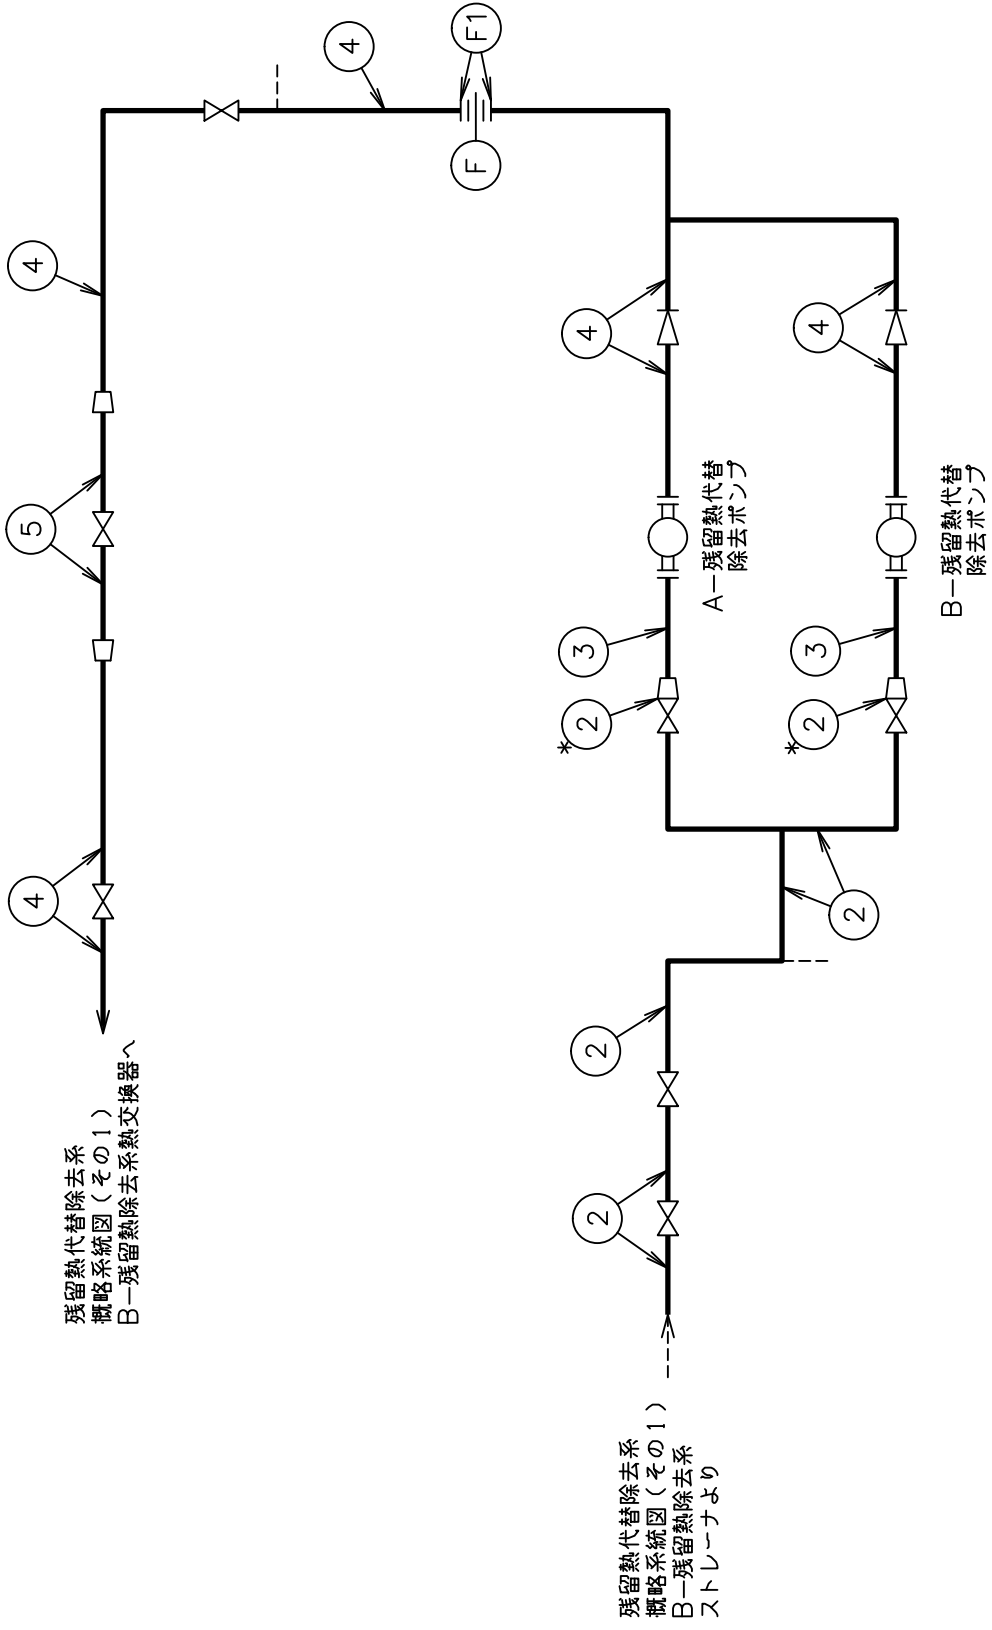 残留熱代替除去系
概略系統図(その1)
B-残留熱除去系熱交換器へ
4
5
4
4
F1
F
残留熱代替除去系
概略系統図(その1)
B-残留熱除去系
ストレーナより
2
2
*
2
3
4
A-残留熱代替
除去ポンプ
2
*
2
3
4
B-残留熱代替
除去ポンプ